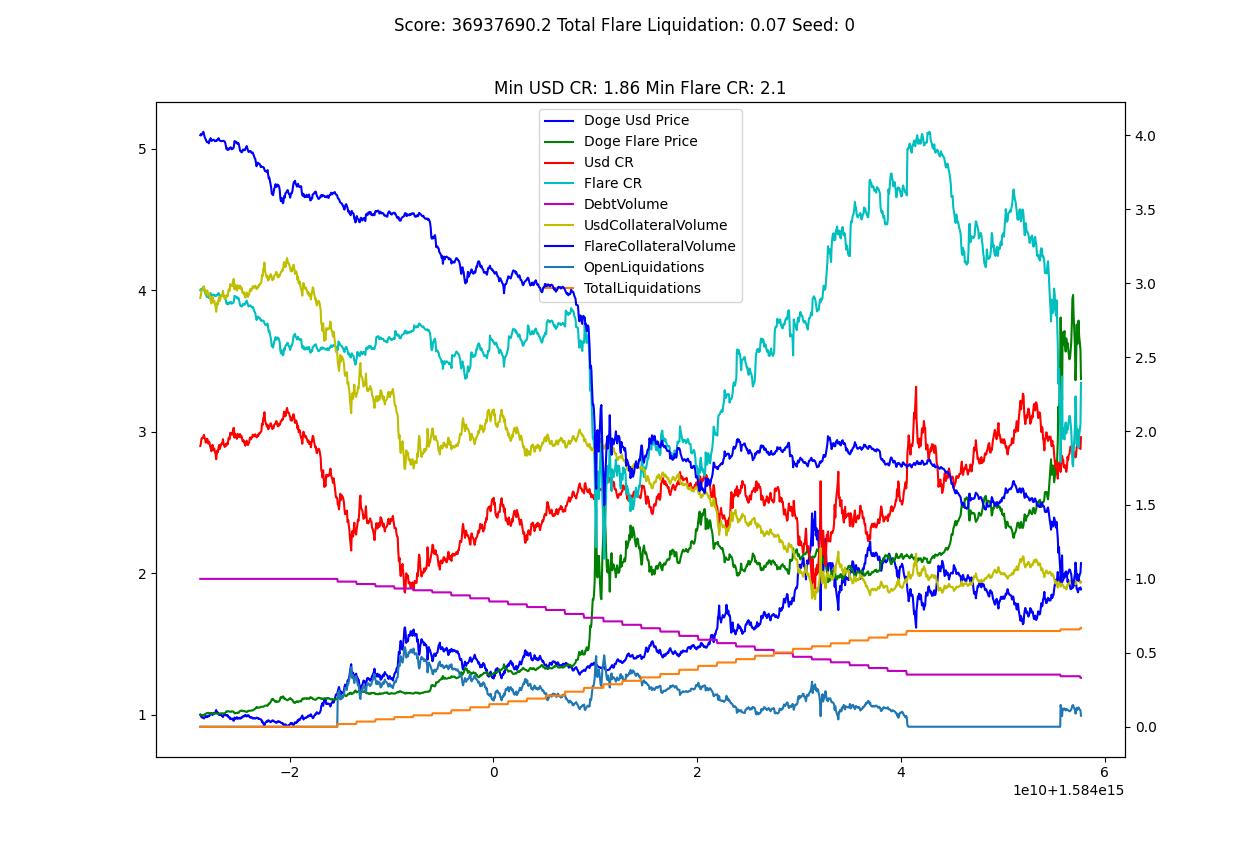 Score: 36937690.2 Total Flare Liquidation: 0.07 Seed: 0
Min USD CR: 1.86 Min Flare CR: 2.1
Doge Usd Price
Doge Flare Price
Usd CR
Flare CR
DebtVolume
UsdCollateralVolume
FlareCollateralVolume
OpenLiquidations
TotalLiquidations
5
4
3
2
1
4.0
3.5
3.0
2.5
2.0
1.5
1.0
0.5
0.0
−2 0 2 4 6
1e10+1.584e15